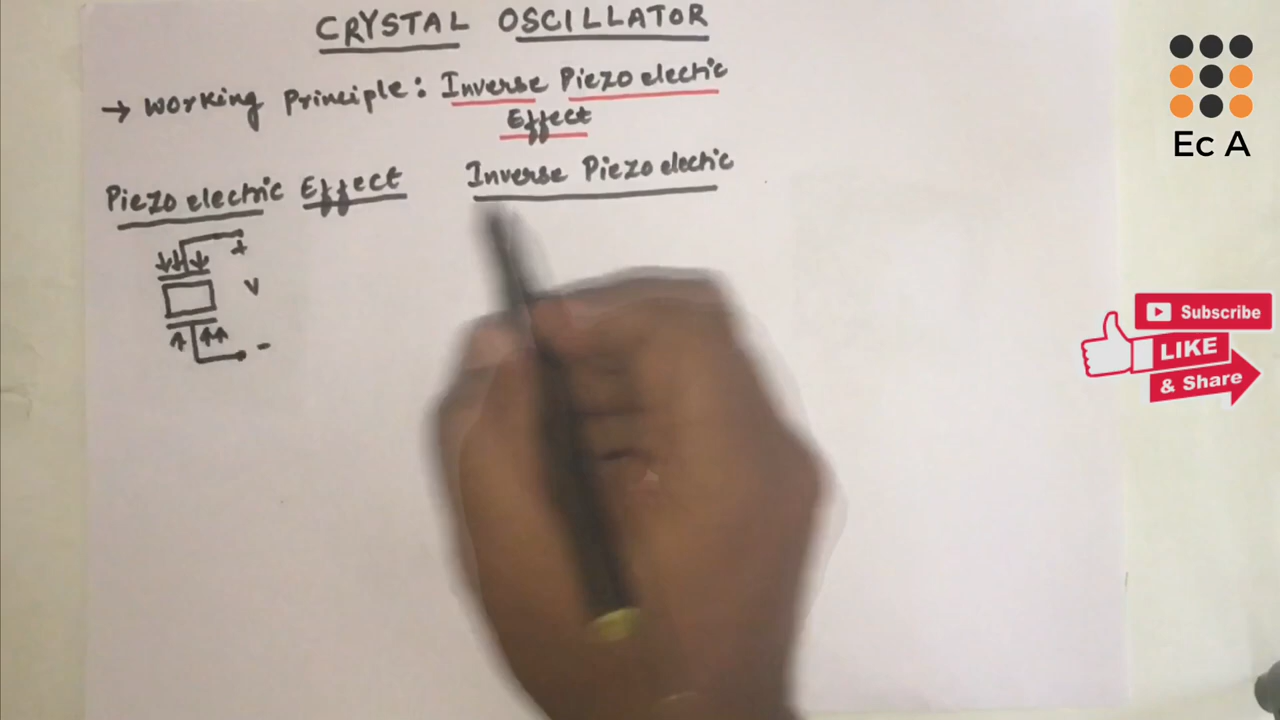 CRYSTAL OSCILLATOR
→ Working Principle: Inverse Piezo electric
Effect
Piezo electric Effect
Inverse Piezo electric
+
V
-
Ec A
Subscribe
LIKE
& Share